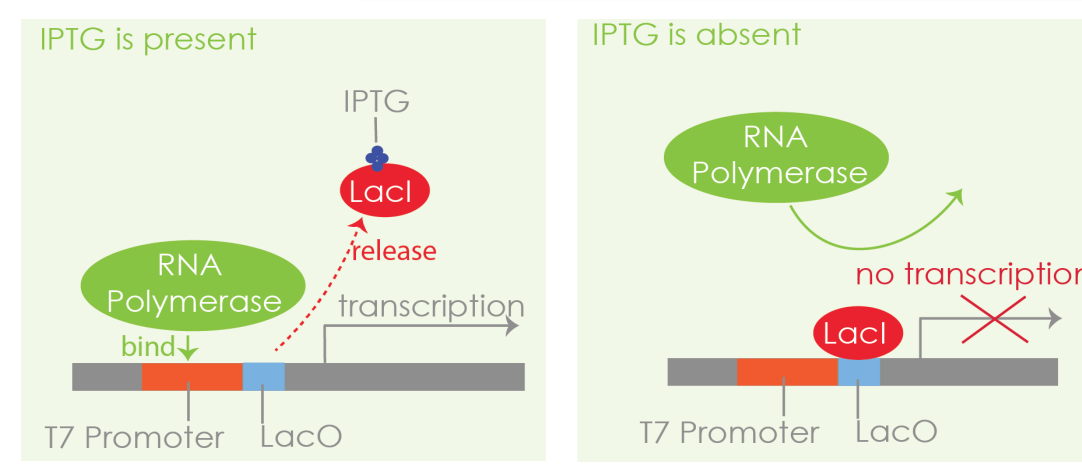 IPTG is present
IPTG
LacI
release
RNA
Polymerase
transcription
bind
T7 Promoter
LacO
IPTG is absent
RNA
Polymerase
no transcription
LacI
T7 Promoter
LacO